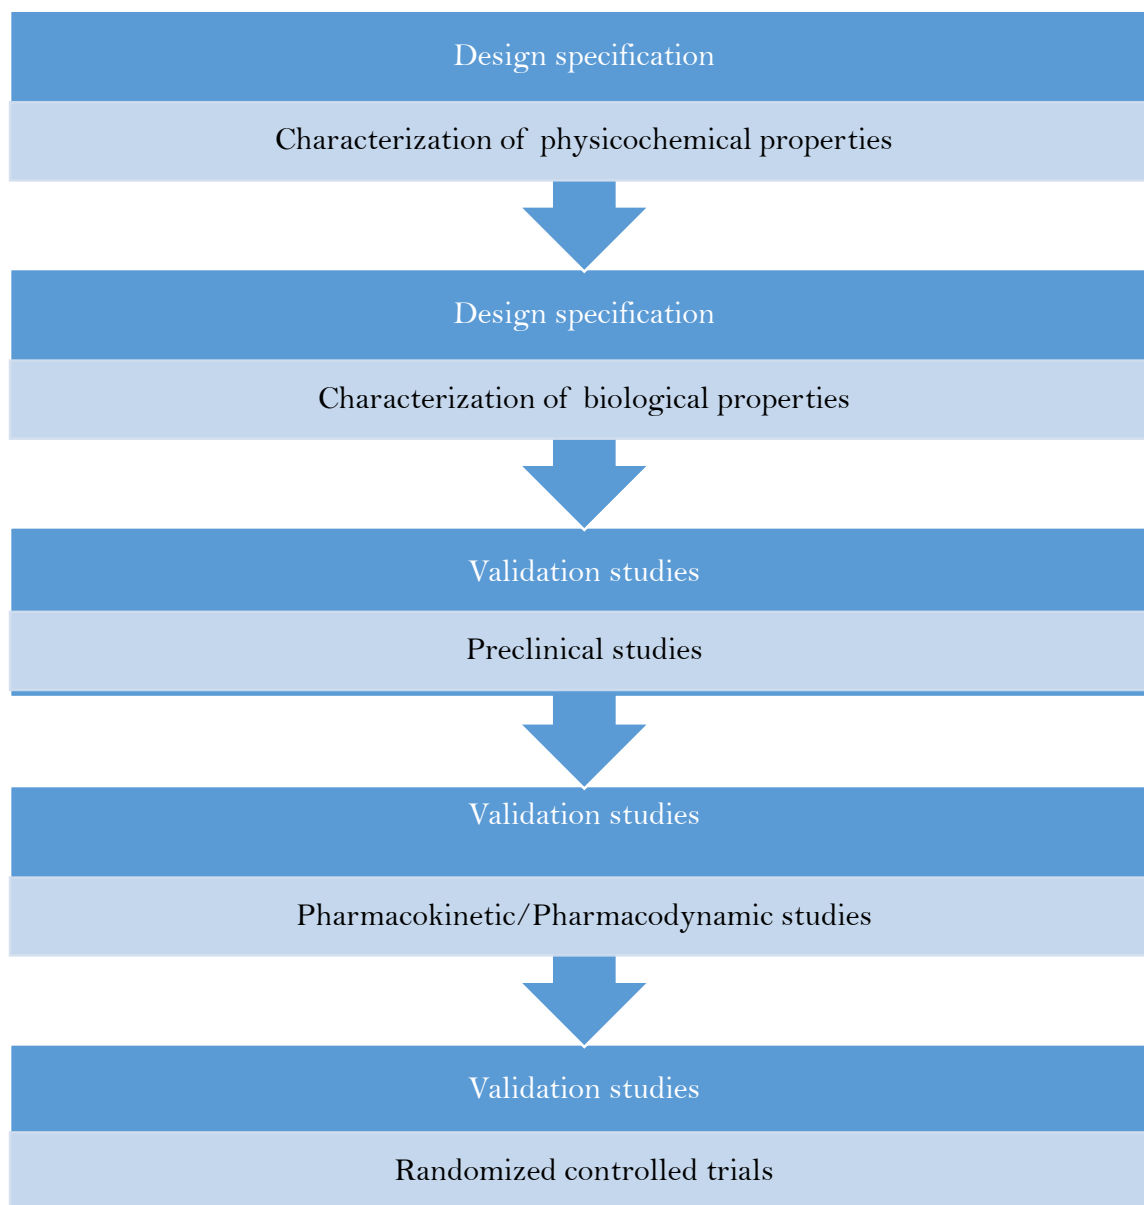 Design specification
Characterization of physicochemical properties
Design specification
Characterization of biological properties
Validation studies
Preclinical studies
Validation studies
Pharmacokinetic/Pharmacodynamic studies
Validation studies
Randomized controlled trials